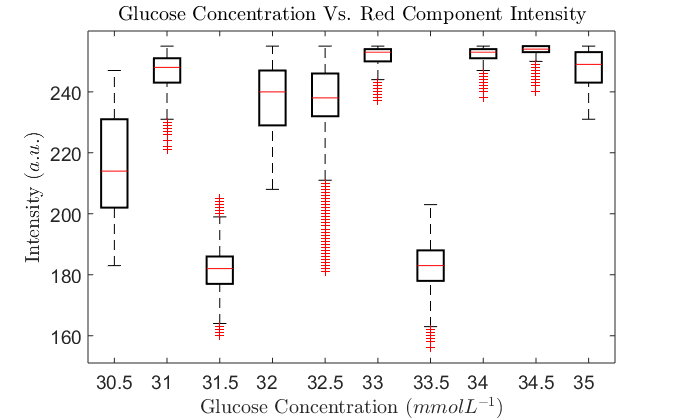 Glucose Concentration Vs. Red Component Intensity
Intensity (a.u.)
240
220
200
180
160
30.5 31 31.5 32 32.5 33 33.5 34 34.5 35
Glucose Concentration (mmolL⁻¹)